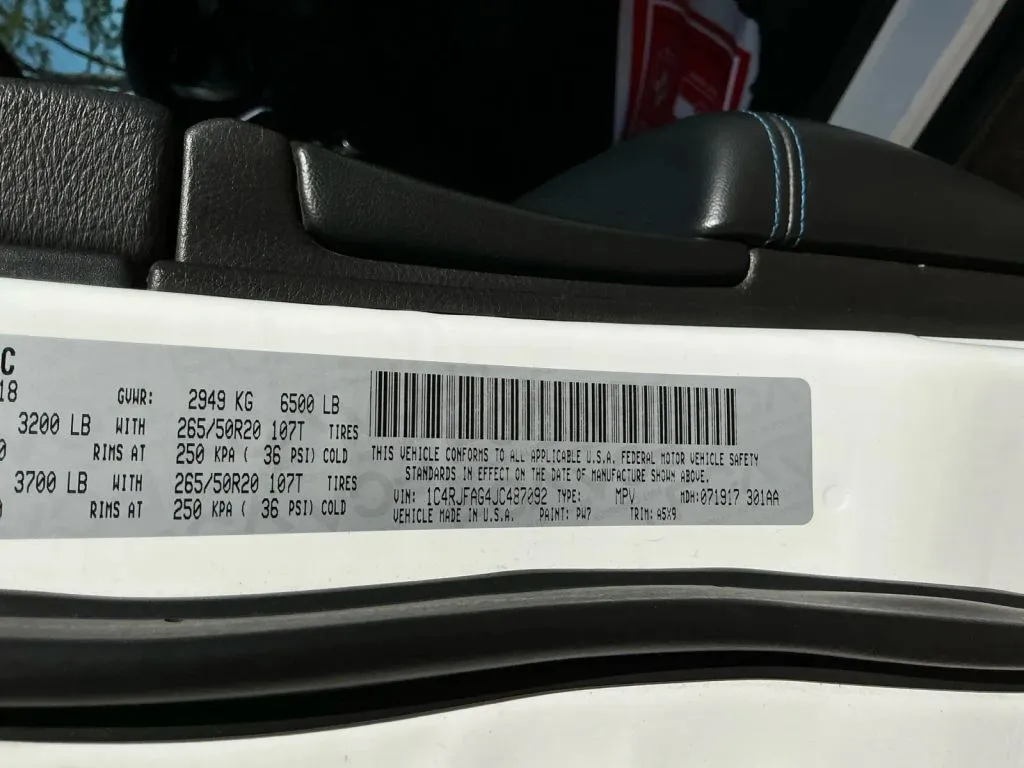 C
18
GVWR: 2949 KG 6500 LB
3200 LB WITH 265/50R20 107T TIRES
0 RIMS AT 250 KPA ( 36 PSI) COLD
3700 LB WITH 265/50R20 107T TIRES
RIMS AT 250 KPA ( 36 PSI) COLD
THIS VEHICLE CONFORMS TO ALL APPLICABLE U.S.A. FEDERAL MOTOR VEHICLE SAFETY
STANDARDS IN EFFECT ON THE DATE OF MANUFACTURE SHOWN ABOVE.
VIN: 1C4RJFAG4JC487092 TYPE: MPV MDH:071917 301AA
VEHICLE MADE IN U.S.A. PAINT: PW7 TRIM: A5X9